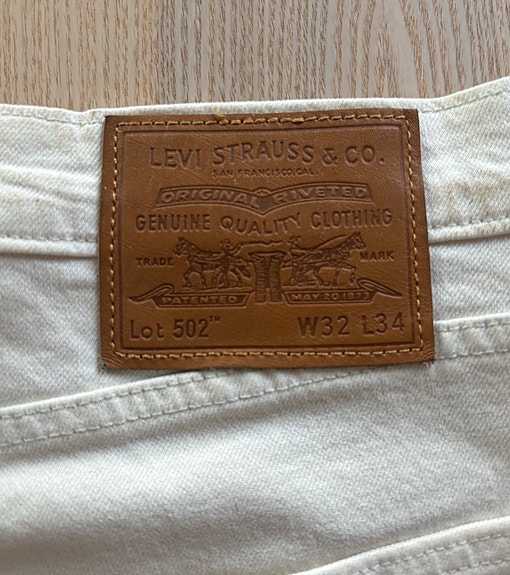 LEVI STRAUSS & CO.
SAN FRANCISCO, CAL.
ORIGINAL RIVETED
GENUINE QUALITY CLOTHING
TRADE MARK
PATENTED MAY 20 1873
Lot 502™ W32 L34